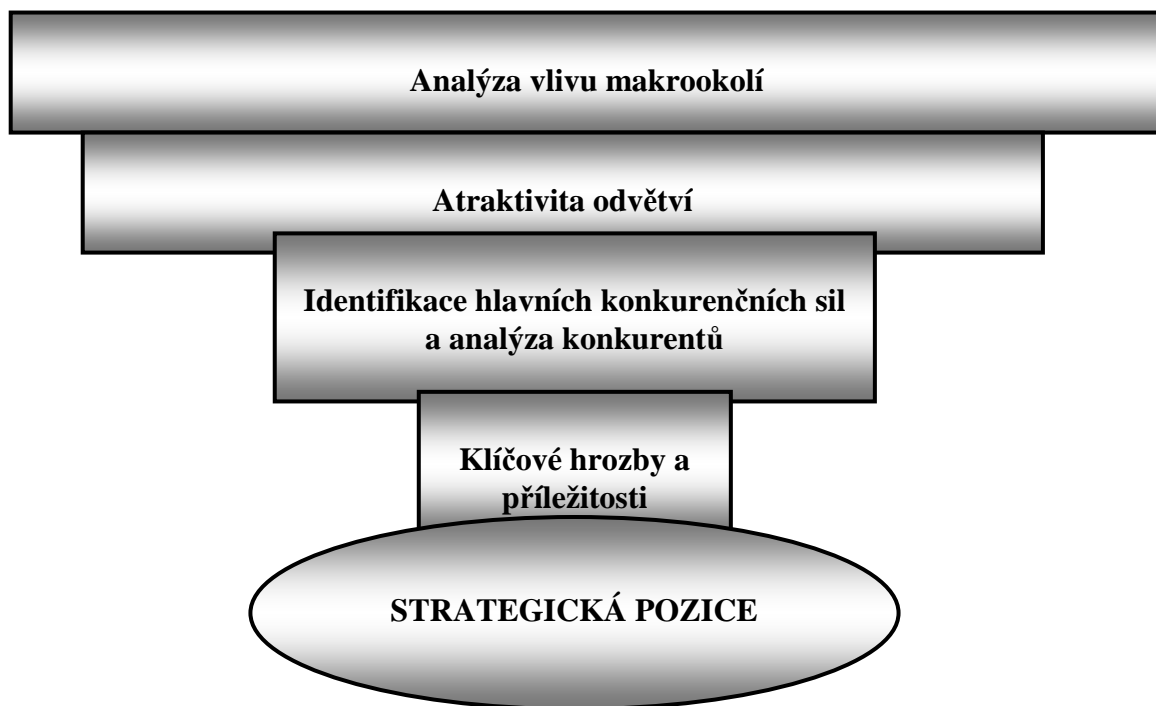 Analýza vlivu makrookolí
Atraktivita odvětví
Identifikace hlavních konkurenčních sil
a analýza konkurentů
Klíčové hrozby a
příležitosti
STRATEGICKÁ POZICE